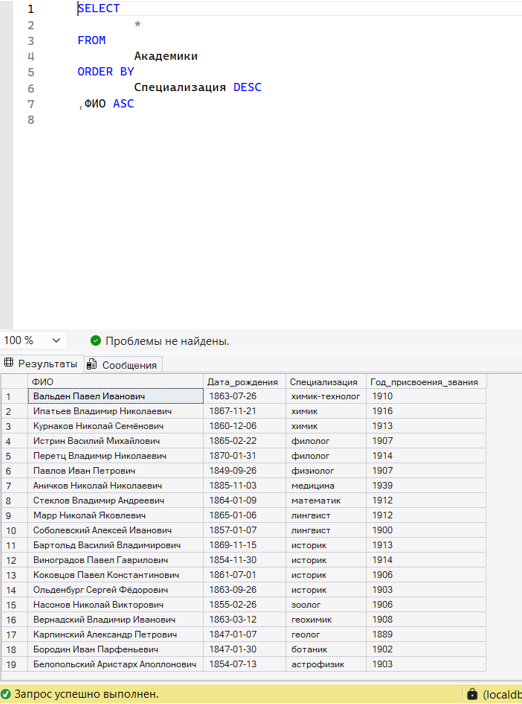 1 SELECT
2 *
3 FROM
4 Академики
5 ORDER BY
6 Специализация DESC
7 ,ФИО ASC
8
100 % Проблемы не найдены.
Результаты Сообщения
ФИО Дата_рождения Специализация Год_присвоения_звания
1 Вальден Павел Иванович 1863-07-26 химик-технолог 1910
2 Ипатьев Владимир Николаевич 1867-11-21 химик 1916
3 Курнаков Николай Семёнович 1860-12-06 химик 1913
4 Истрин Василий Михайлович 1865-02-22 филолог 1907
5 Перетц Владимир Николаевич 1870-01-31 филолог 1914
6 Павлов Иван Петрович 1849-09-26 физиолог 1907
7 Аничков Николай Николаевич 1885-11-03 медицина 1939
8 Стеклов Владимир Андреевич 1864-01-09 математик 1912
9 Марр Николай Яковлевич 1865-01-06 лингвист 1912
10 Соболевский Алексей Иванович 1857-01-07 лингвист 1900
11 Бартольд Василий Владимирович 1869-11-15 историк 1913
12 Виноградов Павел Гаврилович 1854-11-30 историк 1914
13 Коковцов Павел Константинович 1861-07-01 историк 1906
14 Ольденбург Сергей Фёдорович 1863-09-26 историк 1903
15 Насонов Николай Викторович 1855-02-26 зоолог 1906
16 Вернадский Владимир Иванович 1863-03-12 геохимик 1908
17 Карпинский Александр Петрович 1847-01-07 геолог 1889
18 Бородин Иван Парфеньевич 1847-01-30 ботаник 1902
19 Белопольский Аристарх Аполлонович 1854-07-13 астрофизик 1903
Запрос успешно выполнен. (localdb